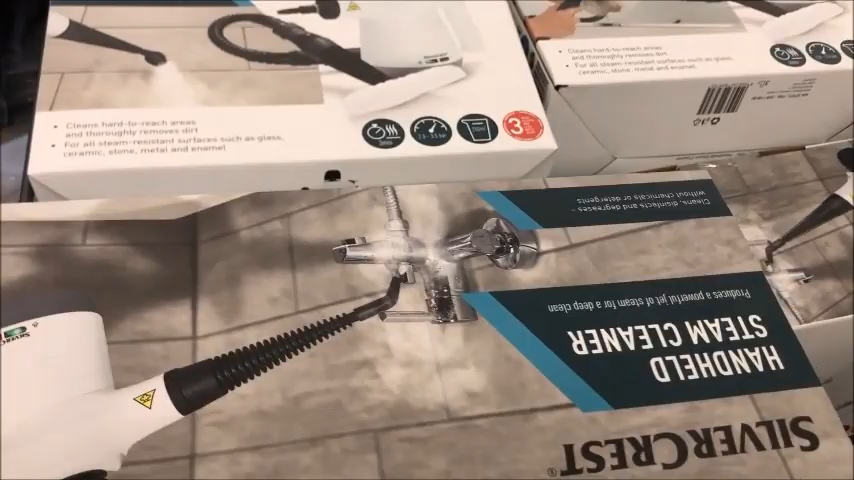 Cleans hard-to-reach areas
and thoroughly removes dirt
For all steam-resistant surfaces such as glass,
ceramic, stone, metal and enamel
3
Cleans hard-to-reach areas
and thoroughly removes dirt
For all steam-resistant surfaces such as glass,
ceramic, stone, metal and enamel
SILVERCREST®
HANDHELD
STEAM CLEANER
Produces a powerful jet of steam for a deep clean
Cleans, disinfects and degreases -
without chemicals or detergents